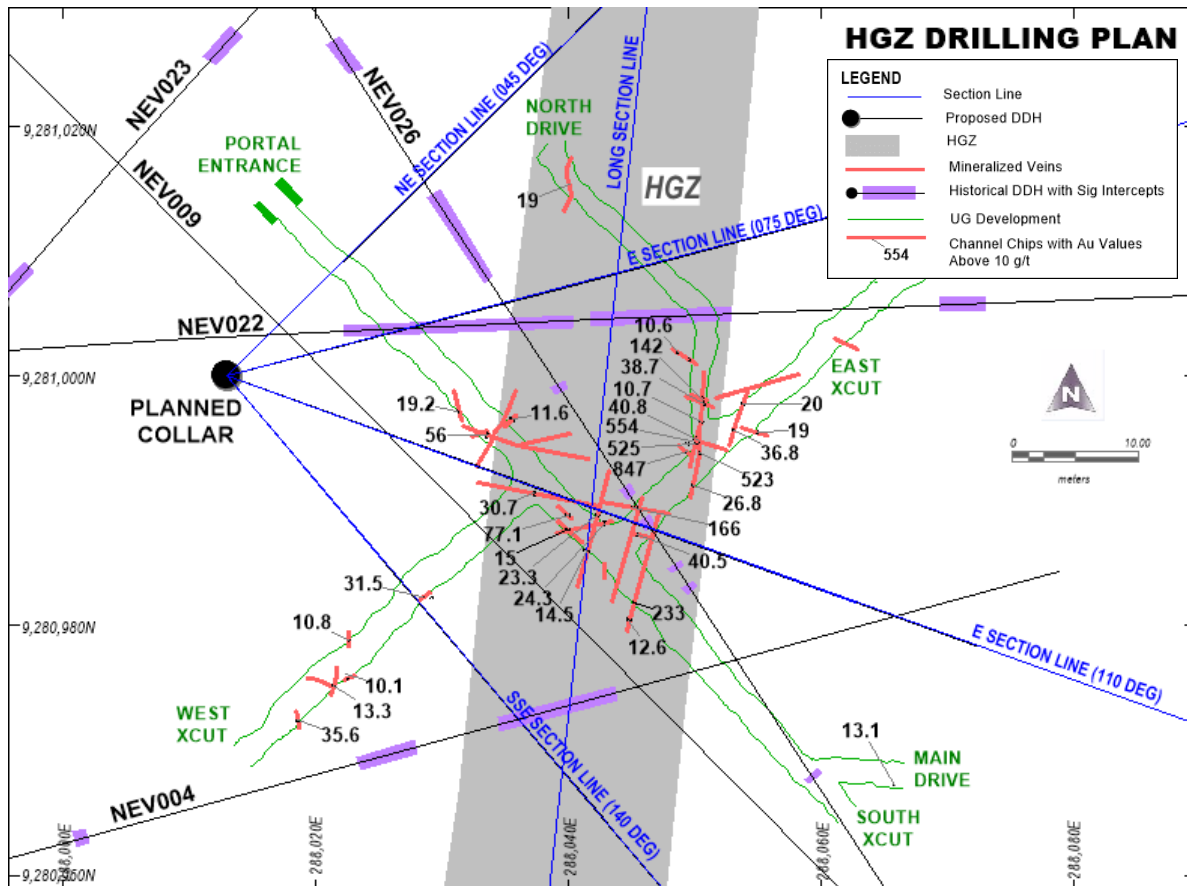 HGZ DRILLING PLAN
LEGEND
Section Line
Proposed DDH
HGZ
Mineralized Veins
Historical DDH with Sig Intercepts
UG Development
Channel Chips with Au Values
Above 10 g/t
554
NEV023
NEV026
NE SECTION LINE (045 DEG)
NORTH
DRIVE
LONG SECTION LINE
9,281,020N
PORTAL
ENTRANCE
NEV009
19
HGZ
E SECTION LINE (075 DEG)
NEV022
10.6
142
38.7
10.7
40.8
554
525
847
EAST
XCUT
9,281,000N
PLANNED
COLLAR
19.2
11.6
56
20
19
36.8
523
26.8
N
0
10.00
meters
30.7
77.1
15
23.3
24.3
14.5
166
40.5
233
12.6
31.5
10.8
10.1
13.3
35.6
9,280,980N
E SECTION LINE (110 DEG)
WEST
XCUT
SSE SECTION LINE (140 DEG)
13.1
MAIN
DRIVE
SOUTH
XCUT
NEV004
9,280,960N
288,000E
288,020E
288,040E
288,060E
288,080E